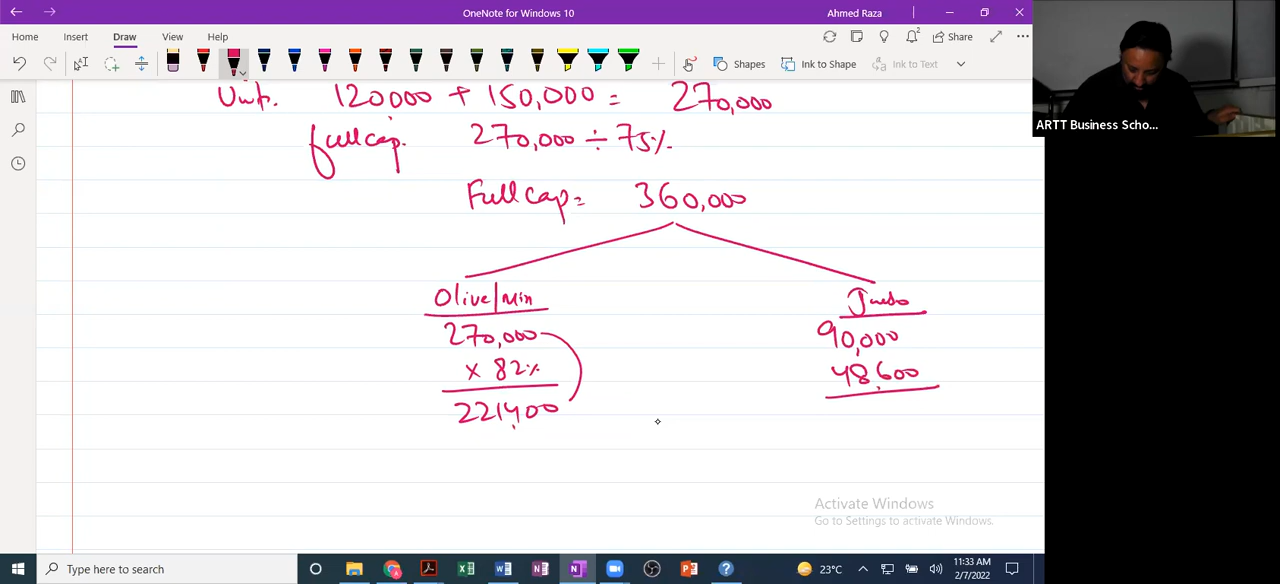 OneNote for Windows 10
Ahmed Raza
Home Insert Draw View Help
Share
Shapes
Ink to Shape
Ink to Text
ARTT Business Scho...
Unit. 120000 + 150,000 = 270,000
full cap. 270,000 ÷ 75%
Full cap = 360,000
Olive/Min
270,000
x 82%
221,400
90,000
48,600
Activate Windows
Go to Settings to activate Windows.
Type here to search
23°C
11:33 AM
2/7/2022